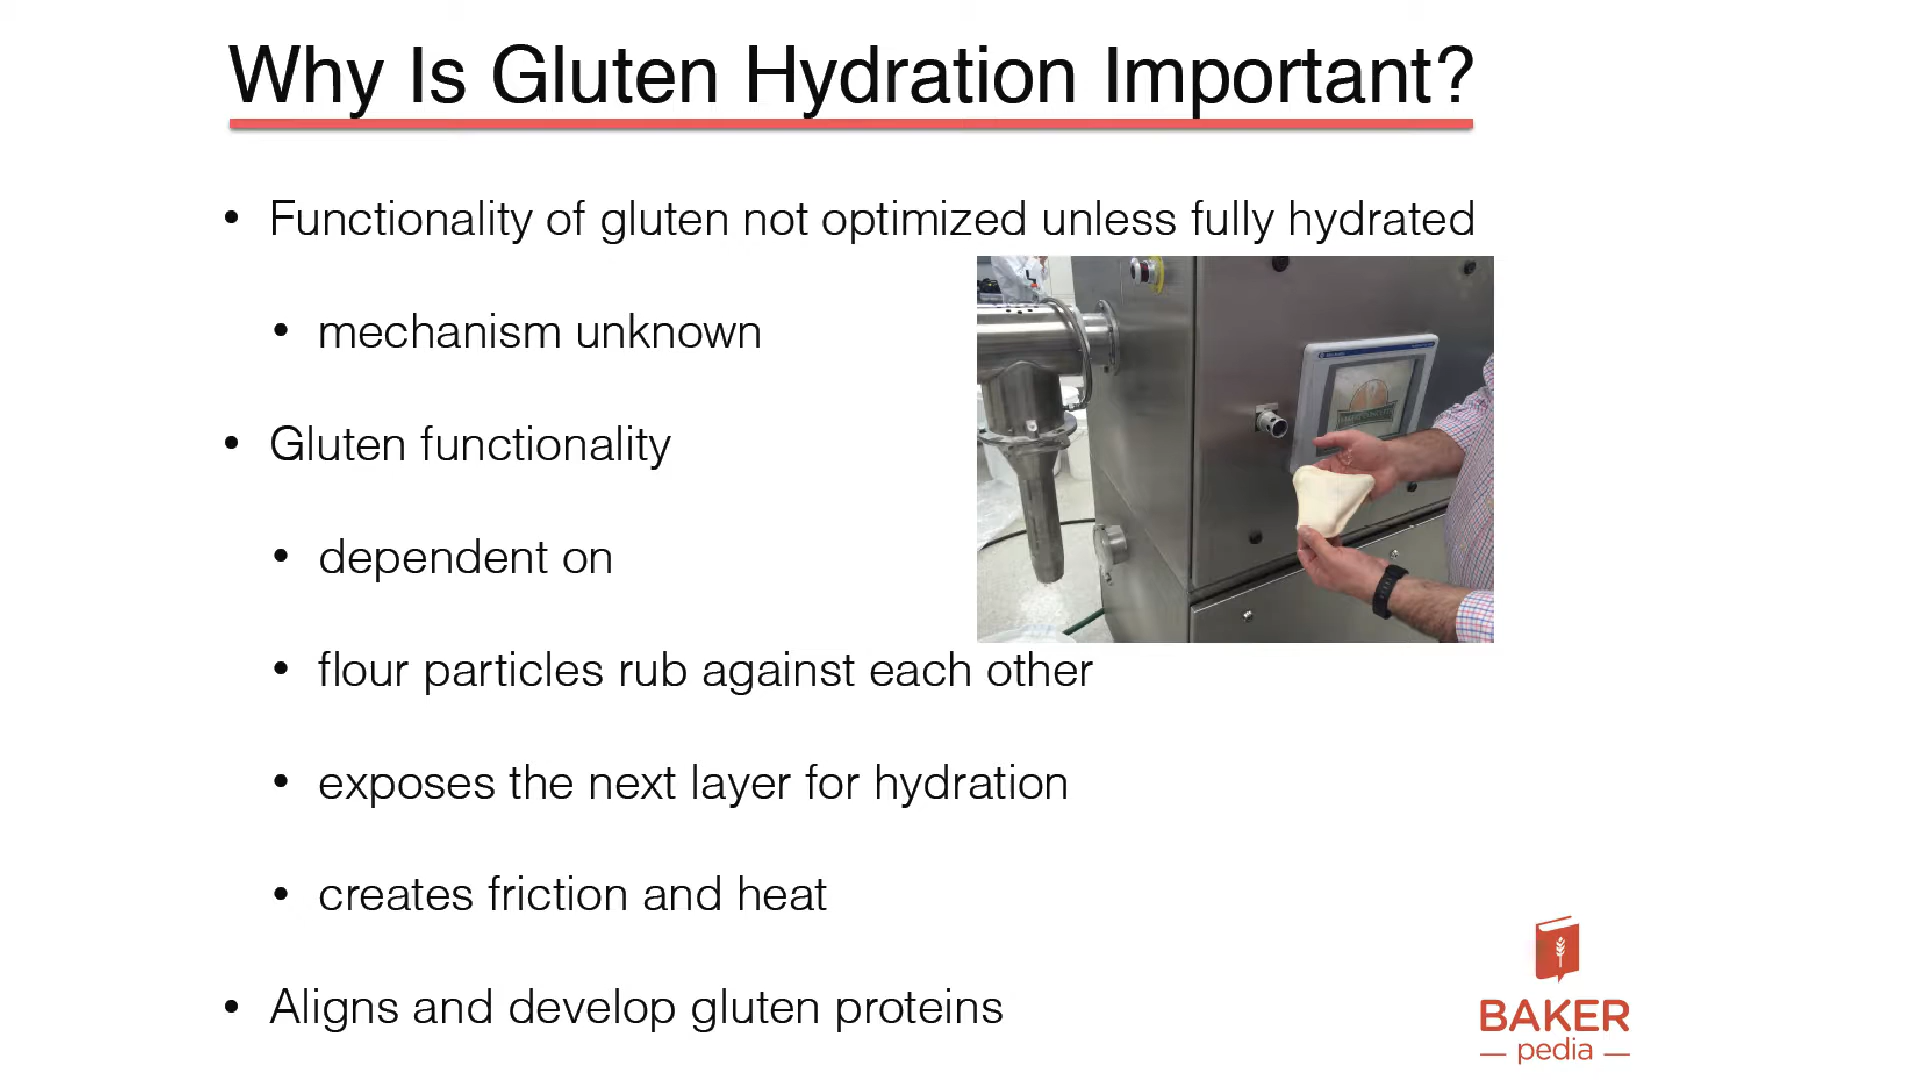 Why Is Gluten Hydration Important?
• Functionality of gluten not optimized unless fully hydrated
• mechanism unknown
• Gluten functionality
• dependent on
• flour particles rub against each other
• exposes the next layer for hydration
• creates friction and heat
• Aligns and develop gluten proteins
BAKER
pedia